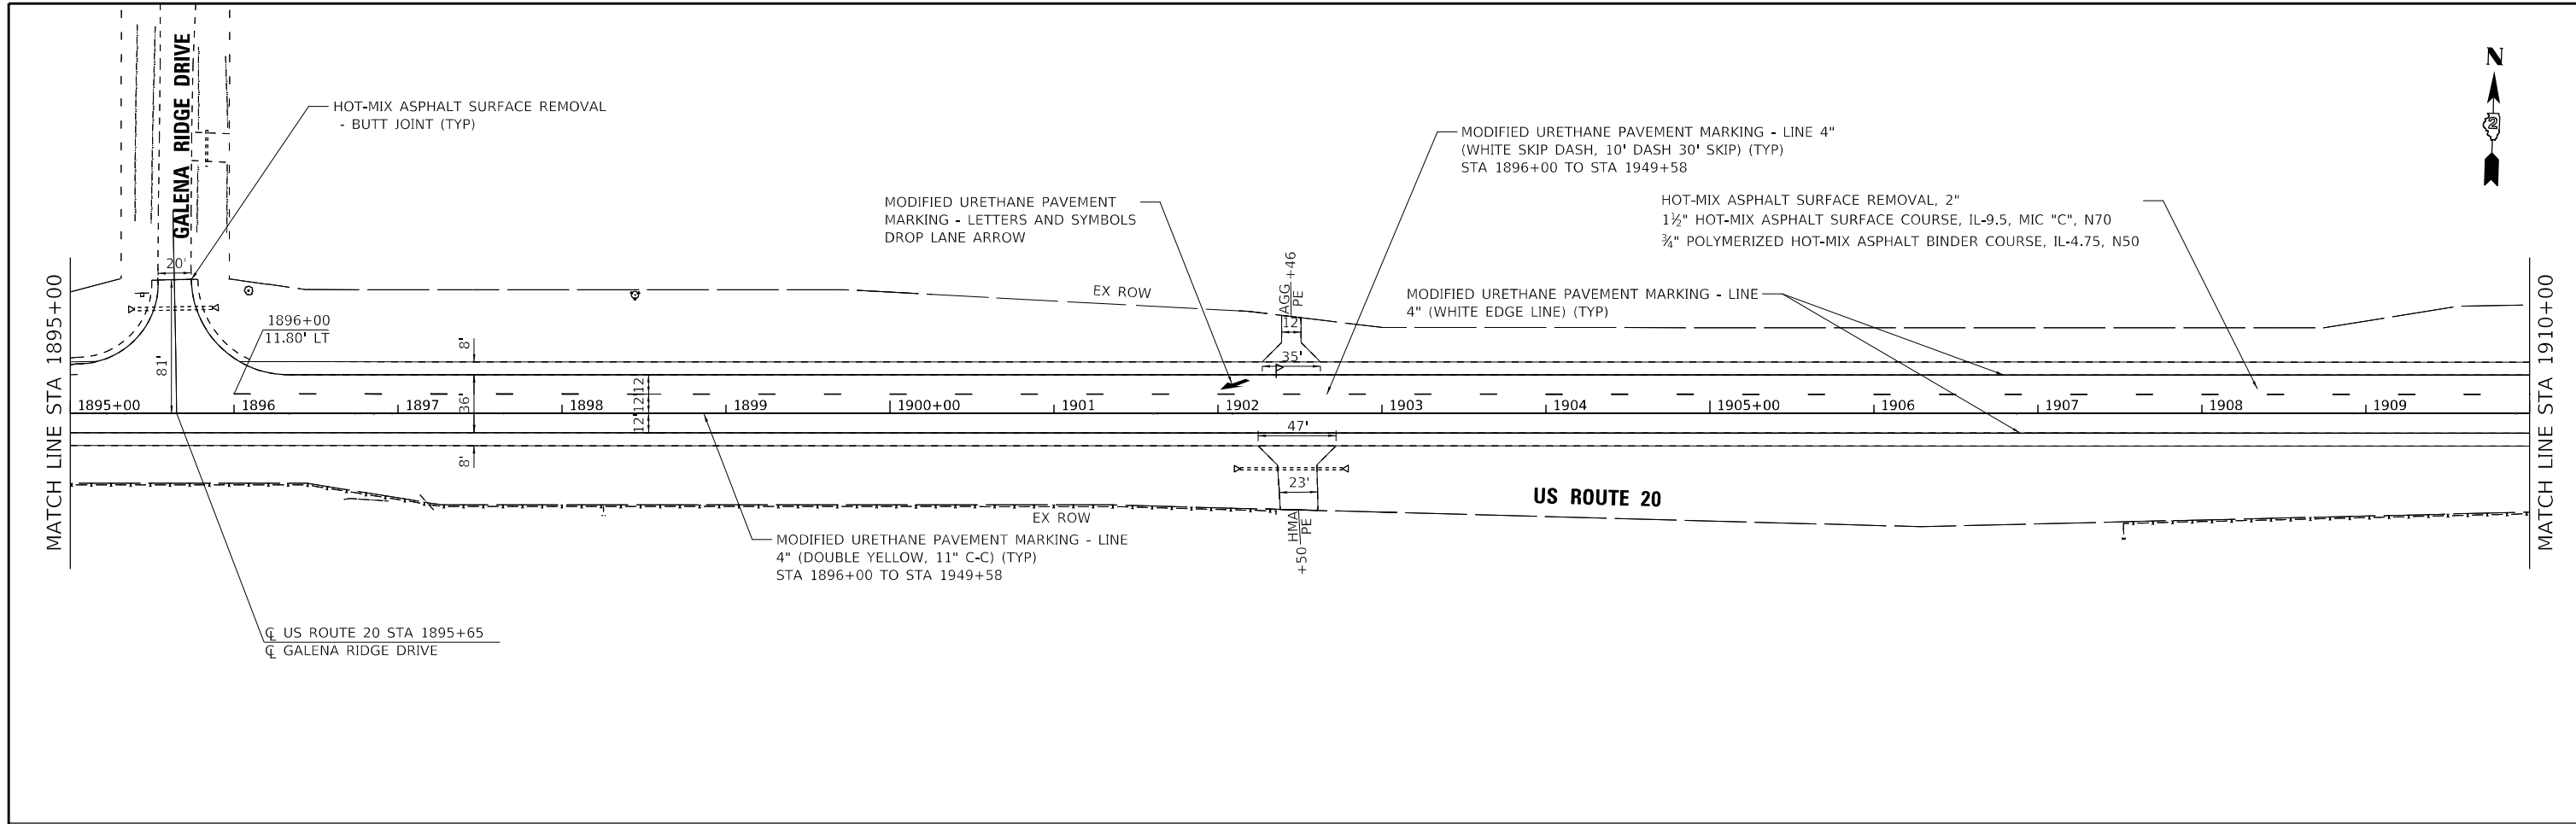 GALENA RIDGE DRIVE
N
2
HOT-MIX ASPHALT SURFACE REMOVAL
- BUTT JOINT (TYP)
MODIFIED URETHANE PAVEMENT MARKING - LINE 4"
(WHITE SKIP DASH, 10' DASH 30' SKIP) (TYP)
STA 1896+00 TO STA 1949+58
MODIFIED URETHANE PAVEMENT
MARKING - LETTERS AND SYMBOLS
DROP LANE ARROW
HOT-MIX ASPHALT SURFACE REMOVAL, 2"
1½" HOT-MIX ASPHALT SURFACE COURSE, IL-9.5, MIC "C", N70
¾" POLYMERIZED HOT-MIX ASPHALT BINDER COURSE, IL-4.75, N50
20'
AGG +46
PE
EX ROW
MODIFIED URETHANE PAVEMENT MARKING - LINE
4" (WHITE EDGE LINE) (TYP)
MATCH LINE STA 1895+00
MATCH LINE STA 1910+00
1896+00
11.80' LT
12'
8'
81'
35'
36'
12'
12'
12'
1895+00
1896
1897
1898
1899
1900+00
1901
1902
1903
1904
1905+00
1906
1907
1908
1909
47'
8'
23'
US ROUTE 20
EX ROW
+50 HMA
PE
MODIFIED URETHANE PAVEMENT MARKING - LINE
4" (DOUBLE YELLOW, 11" C-C) (TYP)
STA 1896+00 TO STA 1949+58
℄ US ROUTE 20 STA 1895+65
℄ GALENA RIDGE DRIVE